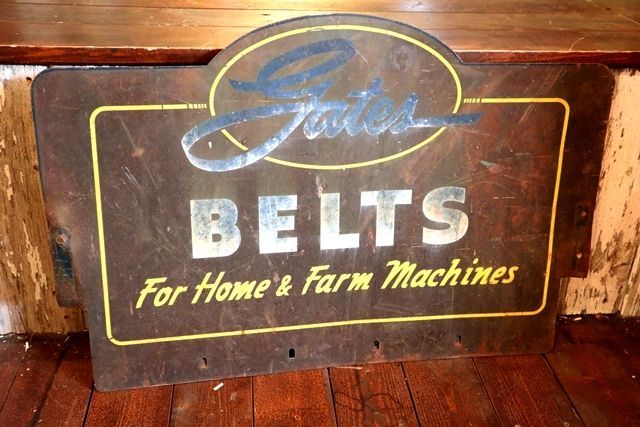 Gates
BELTS
For Home & Farm Machines